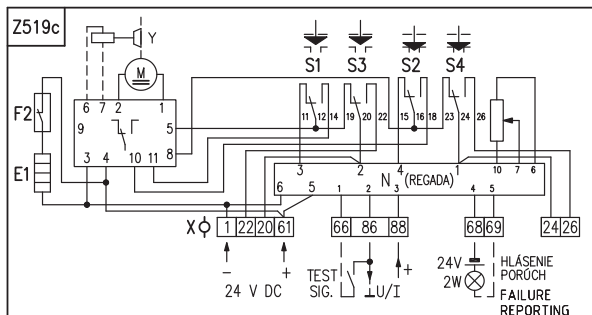 Z519c
Y
M
S1 S3 S2 S4
6 7 2 1
9 5
8
3 4 10 11
F2
E1
11 12 14 19 20 22 15 16 18 23 24 26
10 7 6
3 2 4 1
N (REGADA)
6 5 1 2 3 4 5
X 1 22 20 61 66 86 88 68 69 24 26
− +
24 V DC
TEST
SIG.
U/I +
24V
2W
HLÁSENIE
PORÚCH
FAILURE
REPORTING